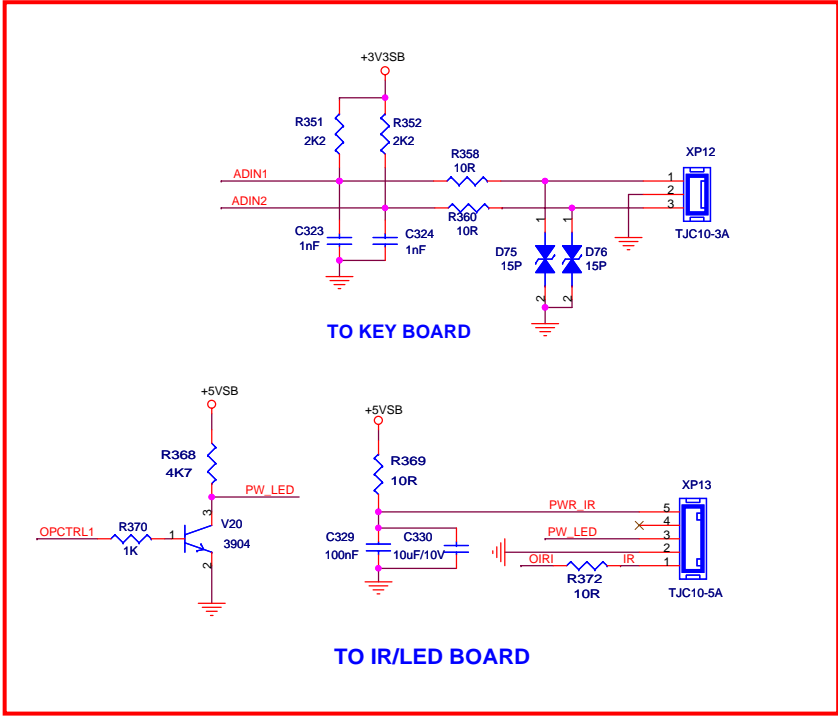 +3V3SB
R351
2K2
R352
2K2
R358
10R
XP12
ADIN1
1
2
ADIN2
3
R360
10R
TJC10-3A
C323
1nF
C324
1nF
1
1
D75
15P
D76
15P
2
2
TO KEY BOARD
+5VSB
+5VSB
R368
4K7
R369
10R
XP13
PW_LED
3
PWR_IR
5
4
OPCTRL1
R370
1K
1
V20
3904
2
C329
100nF
C330
10uF/10V
PW_LED
3
2
OIRI
IR
1
R372
10R
TJC10-5A
TO IR/LED BOARD